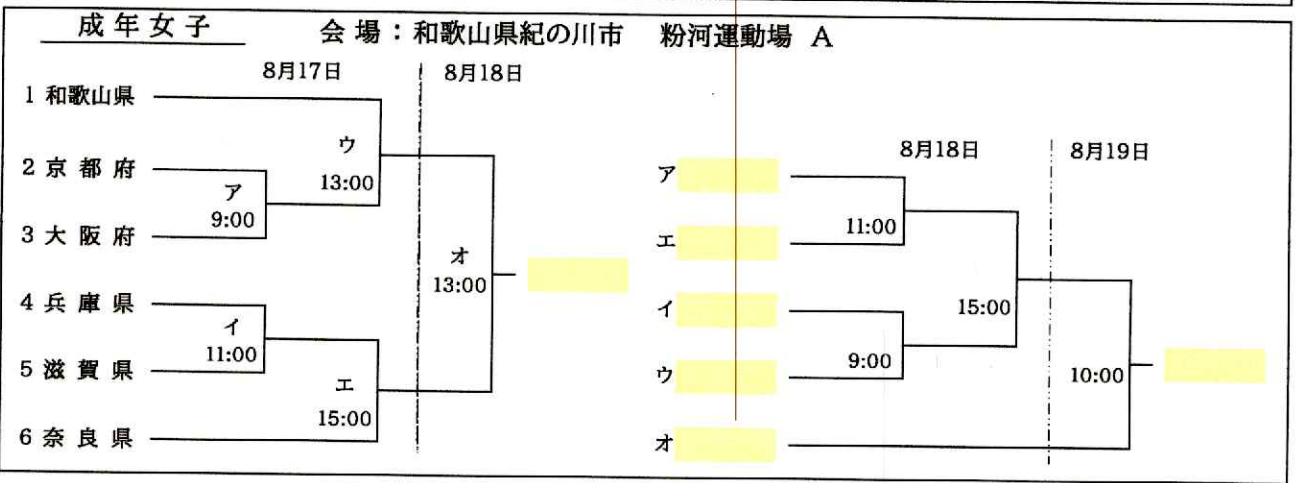 成年女子 会場：和歌山県紀の川市 粉河運動場 A
8月17日 8月18日
1 和歌山県
ウ
13:00
2 京都府
ア
9:00
3 大阪府
オ
13:00
4 兵庫県
イ
11:00
5 滋賀県
エ
15:00
6 奈良県
8月18日 8月19日
ア
11:00
エ
15:00
イ
9:00
ウ
10:00
オ